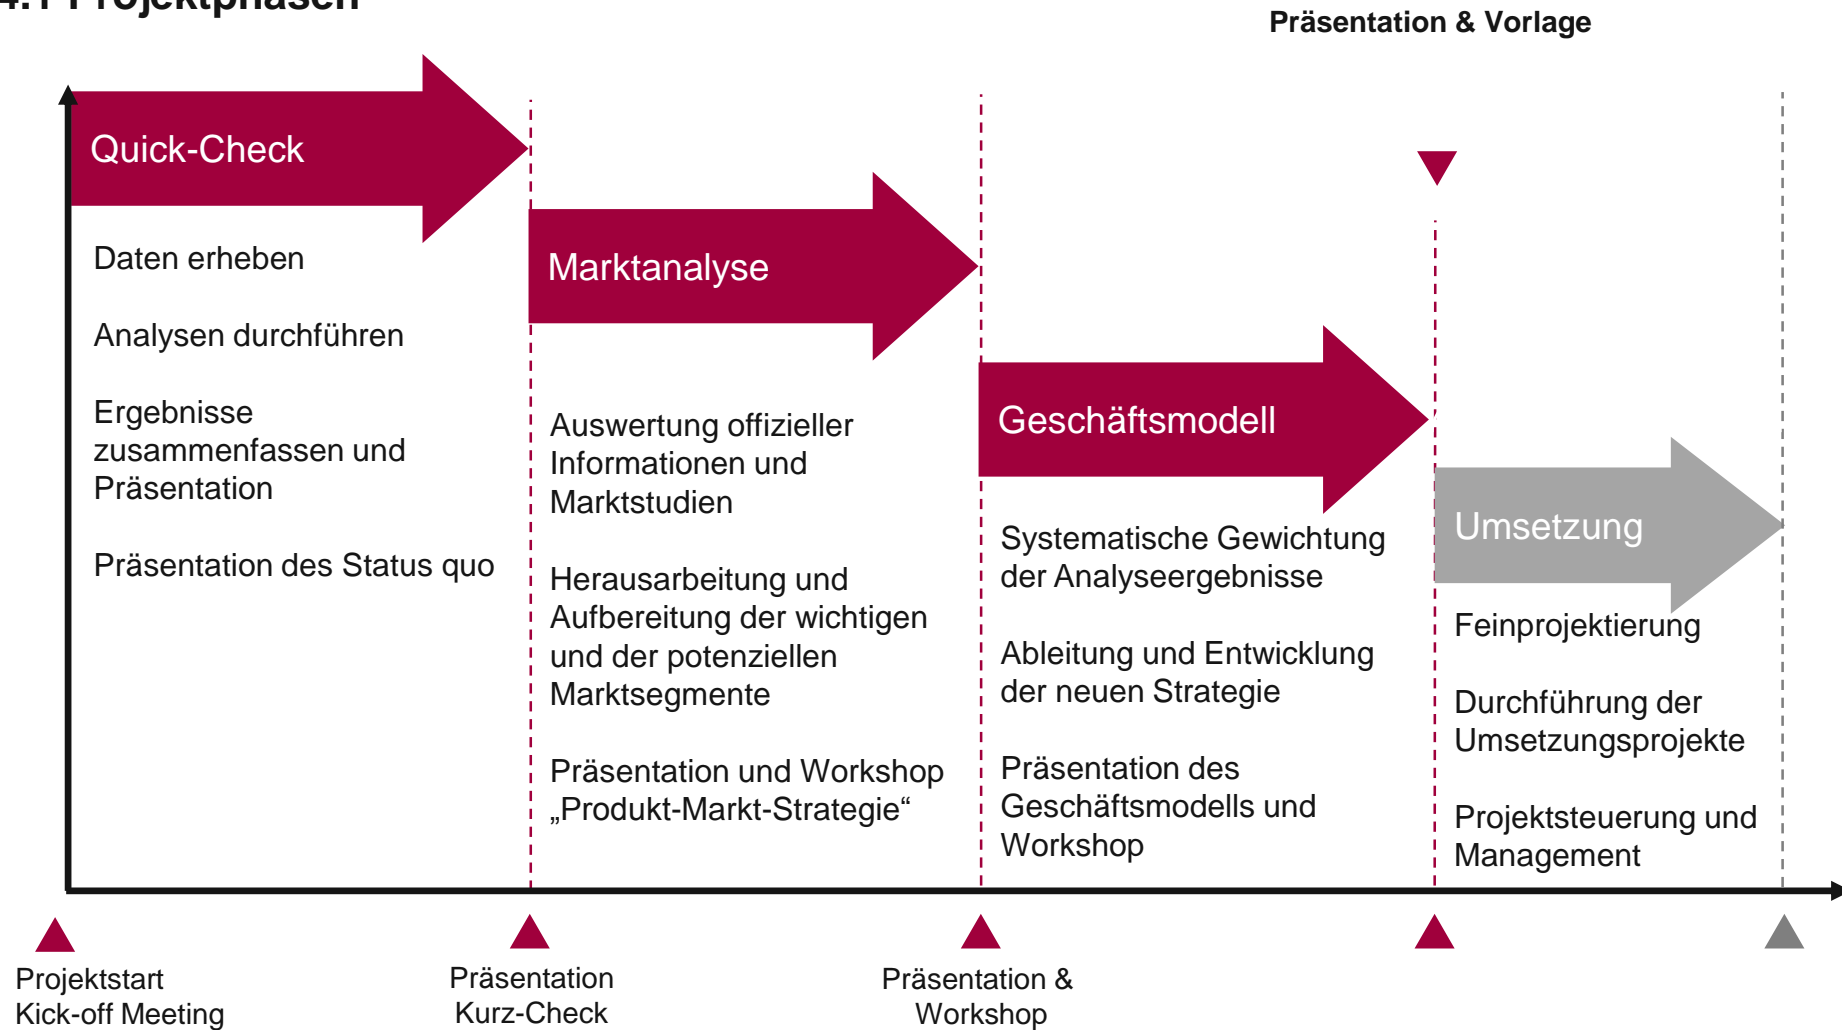 4.1 Projektphasen
Präsentation & Vorlage
Quick-Check
Daten erheben
Analysen durchführen
Ergebnisse
zusammenfassen und
Präsentation
Präsentation des Status quo
Marktanalyse
Auswertung offizieller
Informationen und
Marktstudien
Herausarbeitung und
Aufbereitung der wichtigen
und der potenziellen
Marktsegmente
Präsentation und Workshop
„Produkt-Markt-Strategie“
Geschäftsmodell
Systematische Gewichtung
der Analyseergebnisse
Ableitung und Entwicklung
der neuen Strategie
Präsentation des
Geschäftsmodells und
Workshop
Umsetzung
Feinprojektierung
Durchführung der
Umsetzungsprojekte
Projektsteuerung und
Management
Projektstart
Kick-off Meeting
Präsentation
Kurz-Check
Präsentation &
Workshop